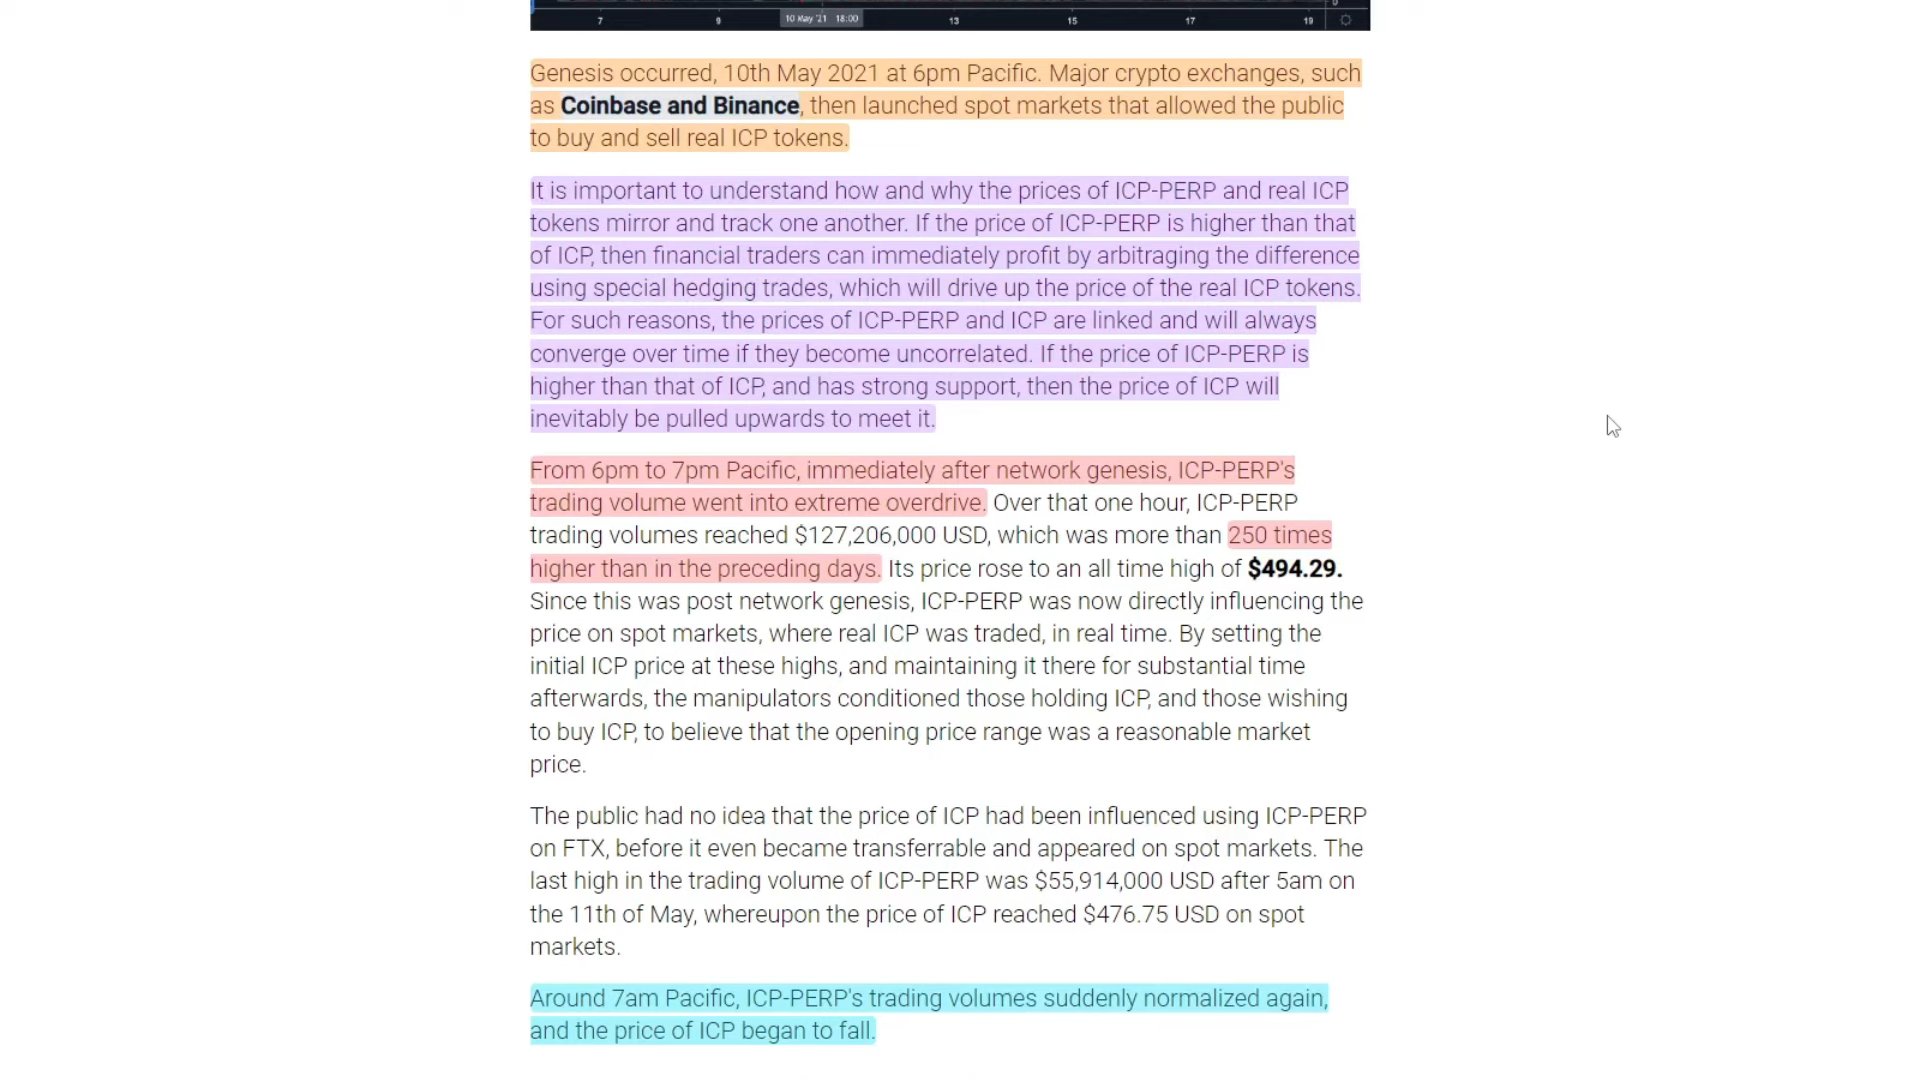 7 9 10 May '21 18:00 13 15 17 19
Genesis occurred, 10th May 2021 at 6pm Pacific. Major crypto exchanges, such
as Coinbase and Binance, then launched spot markets that allowed the public
to buy and sell real ICP tokens.
It is important to understand how and why the prices of ICP-PERP and real ICP
tokens mirror and track one another. If the price of ICP-PERP is higher than that
of ICP, then financial traders can immediately profit by arbitraging the difference
using special hedging trades, which will drive up the price of the real ICP tokens.
For such reasons, the prices of ICP-PERP and ICP are linked and will always
converge over time if they become uncorrelated. If the price of ICP-PERP is
higher than that of ICP, and has strong support, then the price of ICP will
inevitably be pulled upwards to meet it.
From 6pm to 7pm Pacific, immediately after network genesis, ICP-PERP's
trading volume went into extreme overdrive. Over that one hour, ICP-PERP
trading volumes reached $127,206,000 USD, which was more than 250 times
higher than in the preceding days. Its price rose to an all time high of $494.29.
Since this was post network genesis, ICP-PERP was now directly influencing the
price on spot markets, where real ICP was traded, in real time. By setting the
initial ICP price at these highs, and maintaining it there for substantial time
afterwards, the manipulators conditioned those holding ICP, and those wishing
to buy ICP, to believe that the opening price range was a reasonable market
price.
The public had no idea that the price of ICP had been influenced using ICP-PERP
on FTX, before it even became transferrable and appeared on spot markets. The
last high in the trading volume of ICP-PERP was $55,914,000 USD after 5am on
the 11th of May, whereupon the price of ICP reached $476.75 USD on spot
markets.
Around 7am Pacific, ICP-PERP's trading volumes suddenly normalized again,
and the price of ICP began to fall.